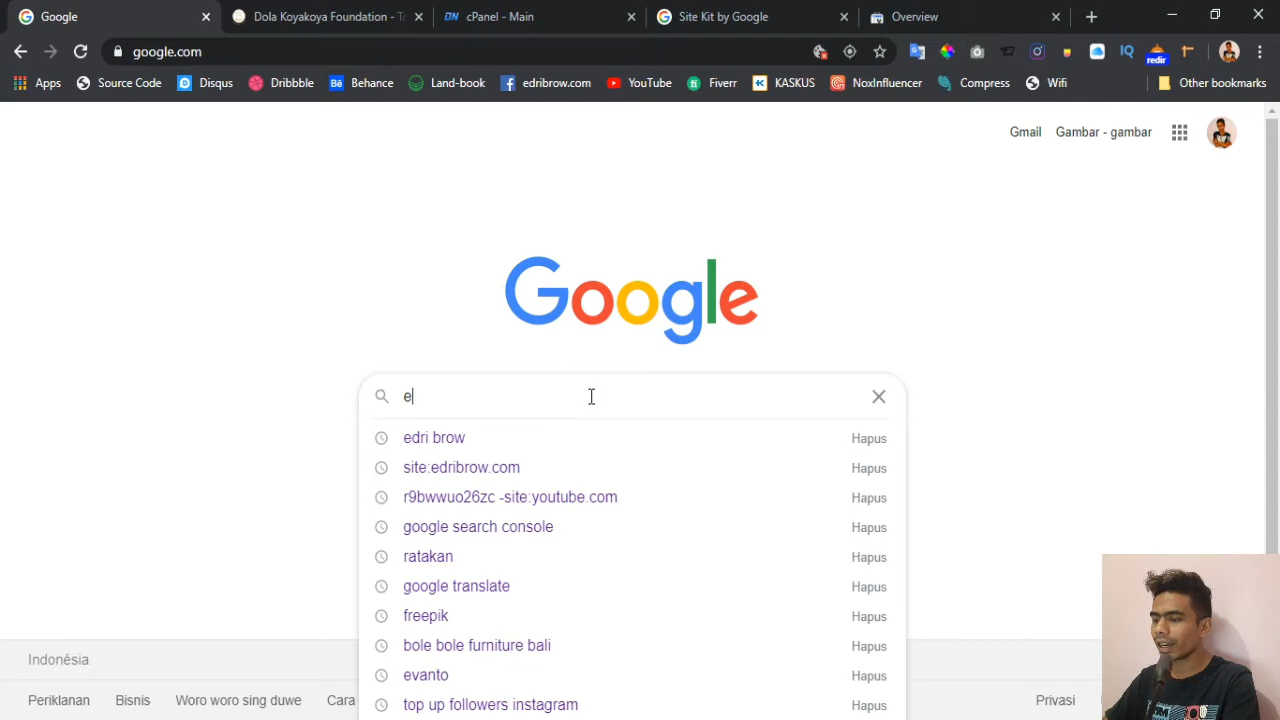 Google
Dola Koyakoya Foundation - T
cPanel - Main
Site Kit by Google
Overview
google.com
redir
Apps
Source Code
Disqus
Dribbble
Behance
Land-book
edribrow.com
YouTube
Fiverr
KASKUS
NoxInfluencer
Compress
Wifi
Other bookmarks
Gmail
Gambar - gambar
Google
e
edri brow Hapus
site:edribrow.com Hapus
r9bwwuo26zc -site:youtube.com Hapus
google search console Hapus
ratakan Hapus
google translate Hapus
freepik Hapus
bole bole furniture bali Hapus
evanto Hapus
top up followers instagram Hapus
Indonésia
Periklanan Bisnis Woro woro sing duwe Cara Privasi